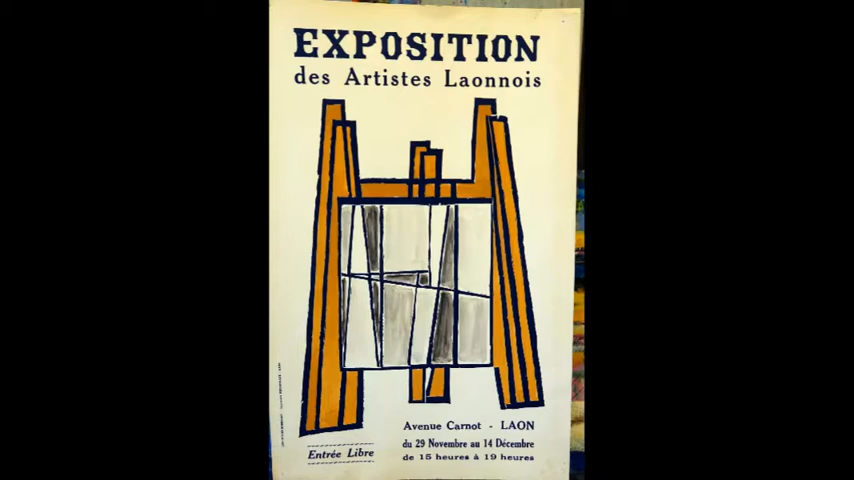 EXPOSITION
des Artistes Laonnois
Avenue Carnot - LAON
du 29 Novembre au 14 Décembre
de 15 heures à 19 heures
Entrée Libre